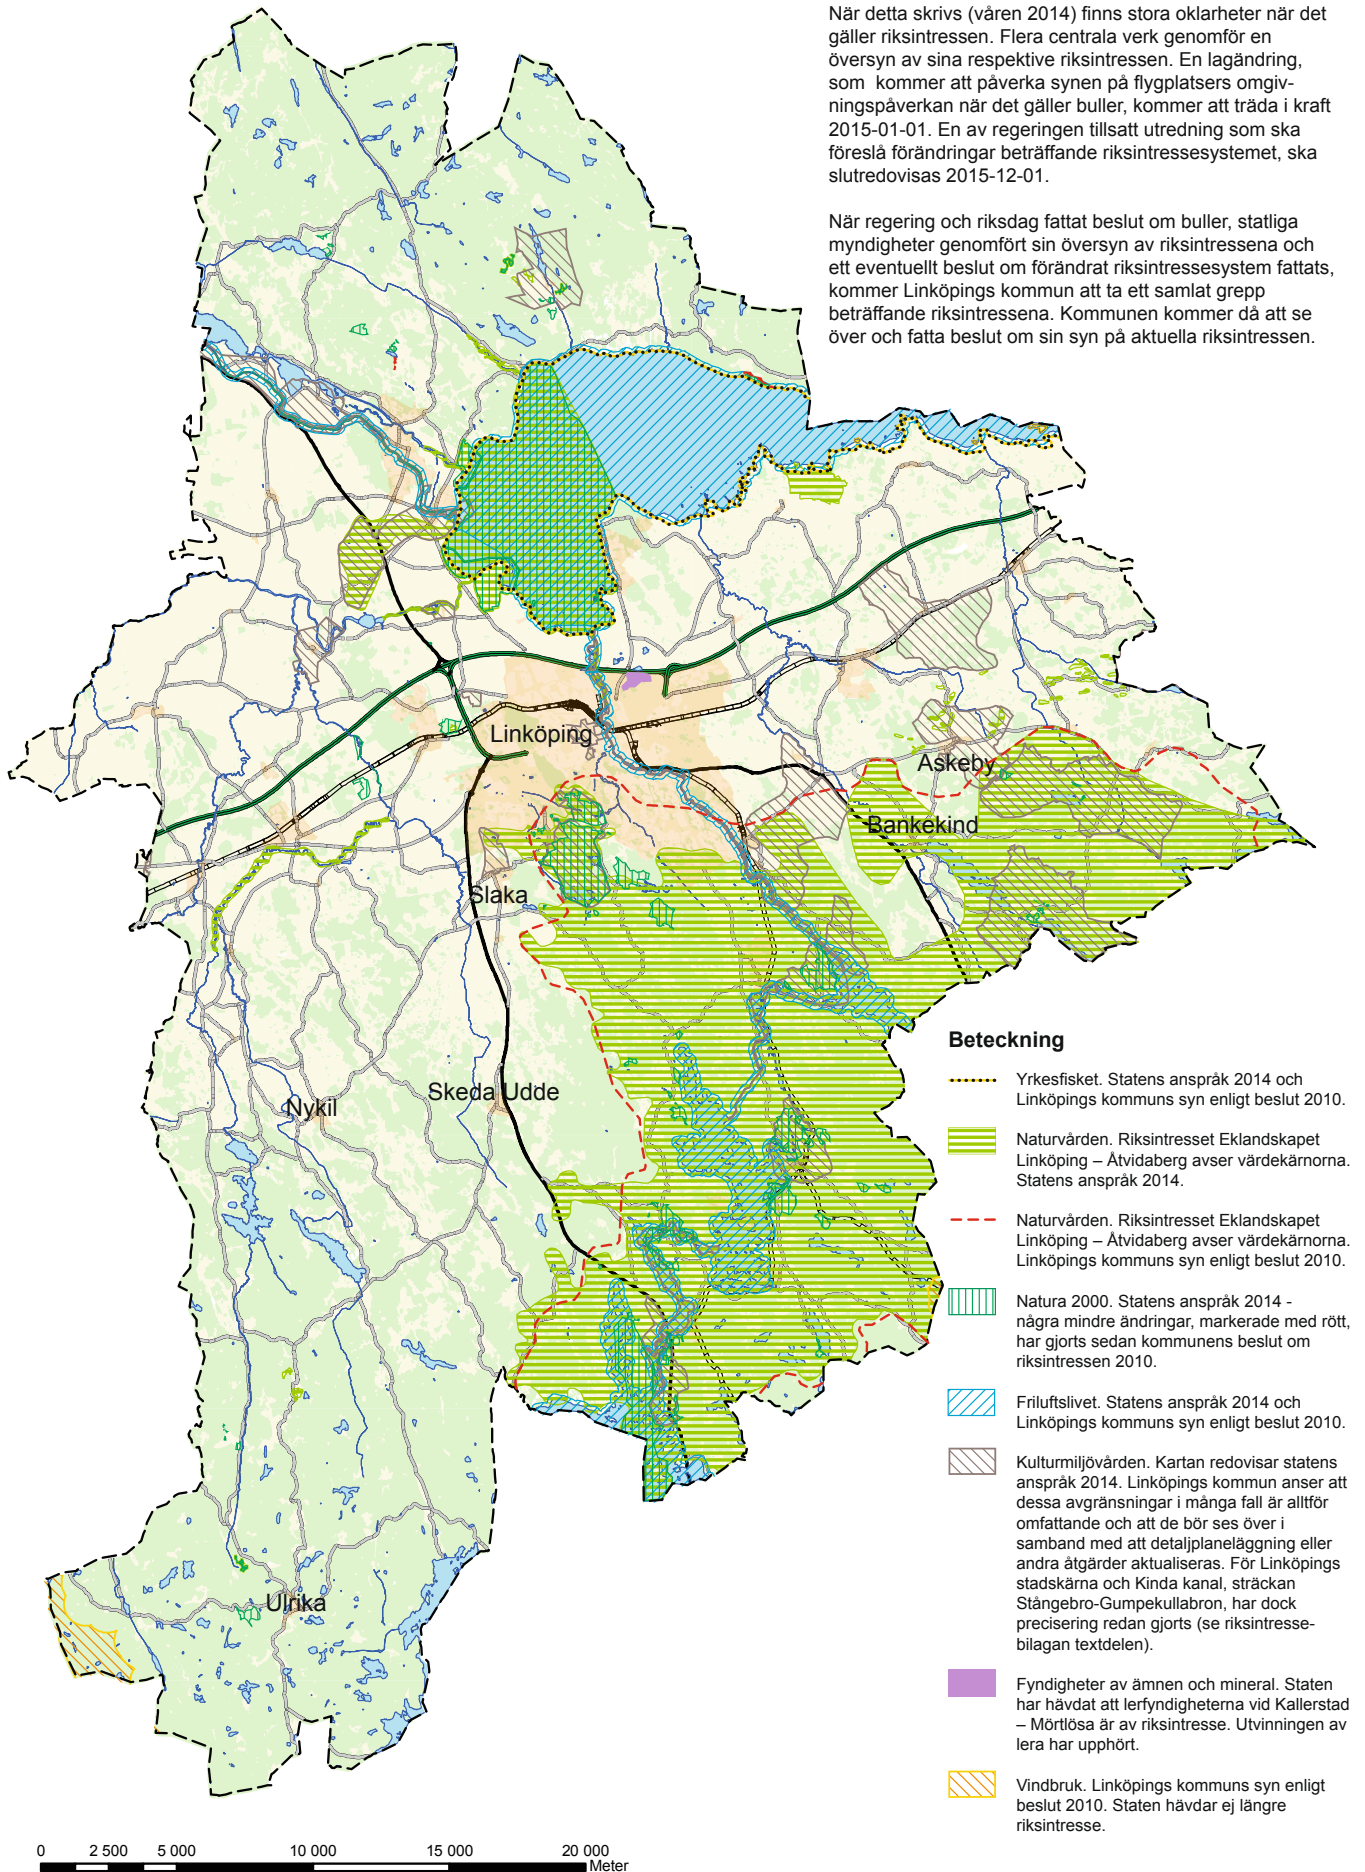 När detta skrivs (våren 2014) finns stora oklarheter när det
gäller riksintressen. Flera centrala verk genomför en
översyn av sina respektive riksintressen. En lagändring,
som  kommer att påverka synen på flygplatsers omgiv-
ningspåverkan när det gäller buller, kommer att träda i kraft
2015-01-01. En av regeringen tillsatt utredning som ska
föreslå förändringar beträffande riksintressesystemet, ska
slutredovisas 2015-12-01.
När regering och riksdag fattat beslut om buller, statliga
myndigheter genomfört sin översyn av riksintressena och
ett eventuellt beslut om förändrat riksintressesystem fattats,
kommer Linköpings kommun att ta ett samlat grepp
beträffande riksintressena. Kommunen kommer då att se
över och fatta beslut om sin syn på aktuella riksintressen.
Linköping
Askeby
Bankekind
Slaka
Skeda Udde
Nykil
Ulrika
Beteckning
Yrkesfisket. Statens anspråk 2014 och
Linköpings kommuns syn enligt beslut 2010.
Naturvården. Riksintresset Eklandskapet
Linköping – Åtvidaberg avser värdekärnorna.
Statens anspråk 2014.
Naturvården. Riksintresset Eklandskapet
Linköping – Åtvidaberg avser värdekärnorna.
Linköpings kommuns syn enligt beslut 2010.
Natura 2000. Statens anspråk 2014 -
några mindre ändringar, markerade med rött,
har gjorts sedan kommunens beslut om
riksintressen 2010.
Friluftslivet. Statens anspråk 2014 och
Linköpings kommuns syn enligt beslut 2010.
Kulturmiljövården. Kartan redovisar statens
anspråk 2014. Linköpings kommun anser att
dessa avgränsningar i många fall är alltför
omfattande och att de bör ses över i
samband med att detaljplaneläggning eller
andra åtgärder aktualiseras. För Linköpings
stadskärna och Kinda kanal, sträckan
Stångebro-Gumpekullabron, har dock
precisering redan gjorts (se riksintresse-
bilagan textdelen).
Fyndigheter av ämnen och mineral. Staten
har hävdat att lerfyndigheterna vid Kallerstad
– Mörtlösa är av riksintresse. Utvinningen av
lera har upphört.
Vindbruk. Linköpings kommuns syn enligt
beslut 2010. Staten hävdar ej längre
riksintresse.
0 2 500 5 000 10 000 15 000 20 000
Meter